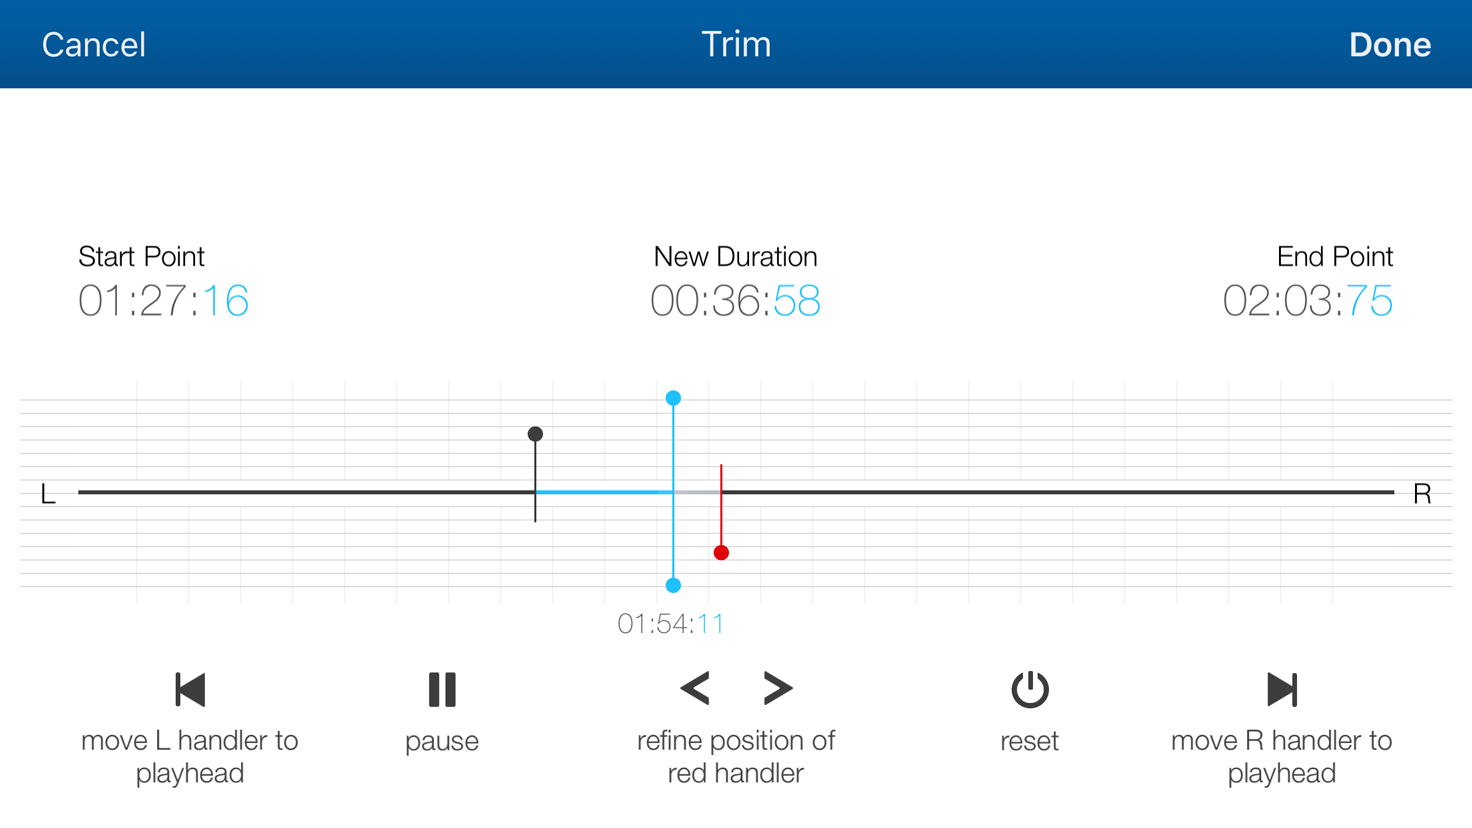 Cancel
Trim
Done
Start Point
New Duration
End Point
01:27:16
00:36:58
02:03:75
L
R
01:54:11
move L handler to
playhead
pause
refine position of
red handler
reset
move R handler to
playhead